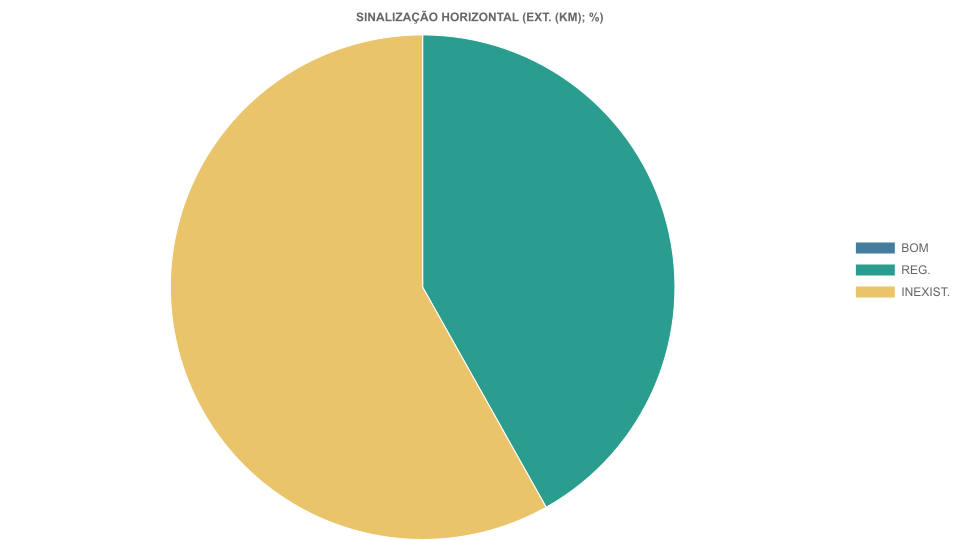 SINALIZAÇÃO HORIZONTAL (EXT. (KM); %)
BOM
REG.
INEXIST.